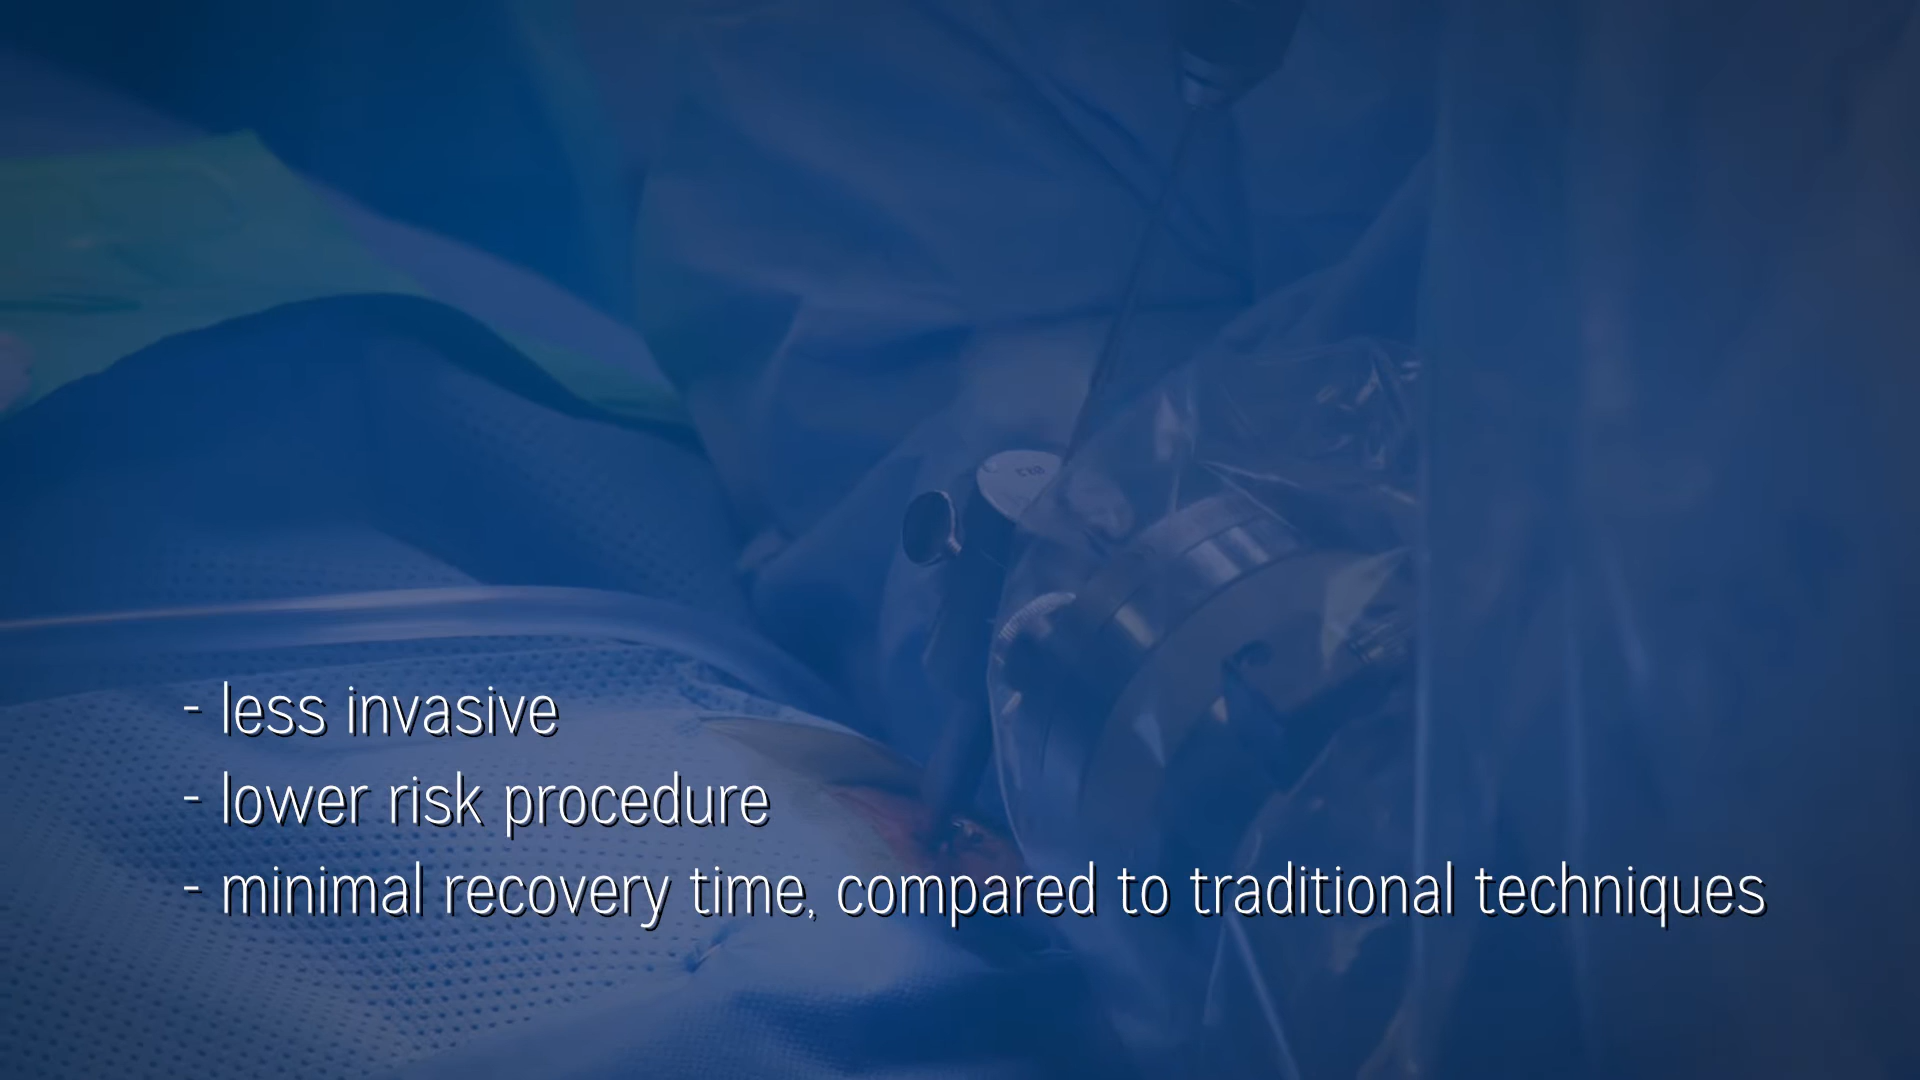 - less invasive
- lower risk procedure
- minimal recovery time, compared to traditional techniques